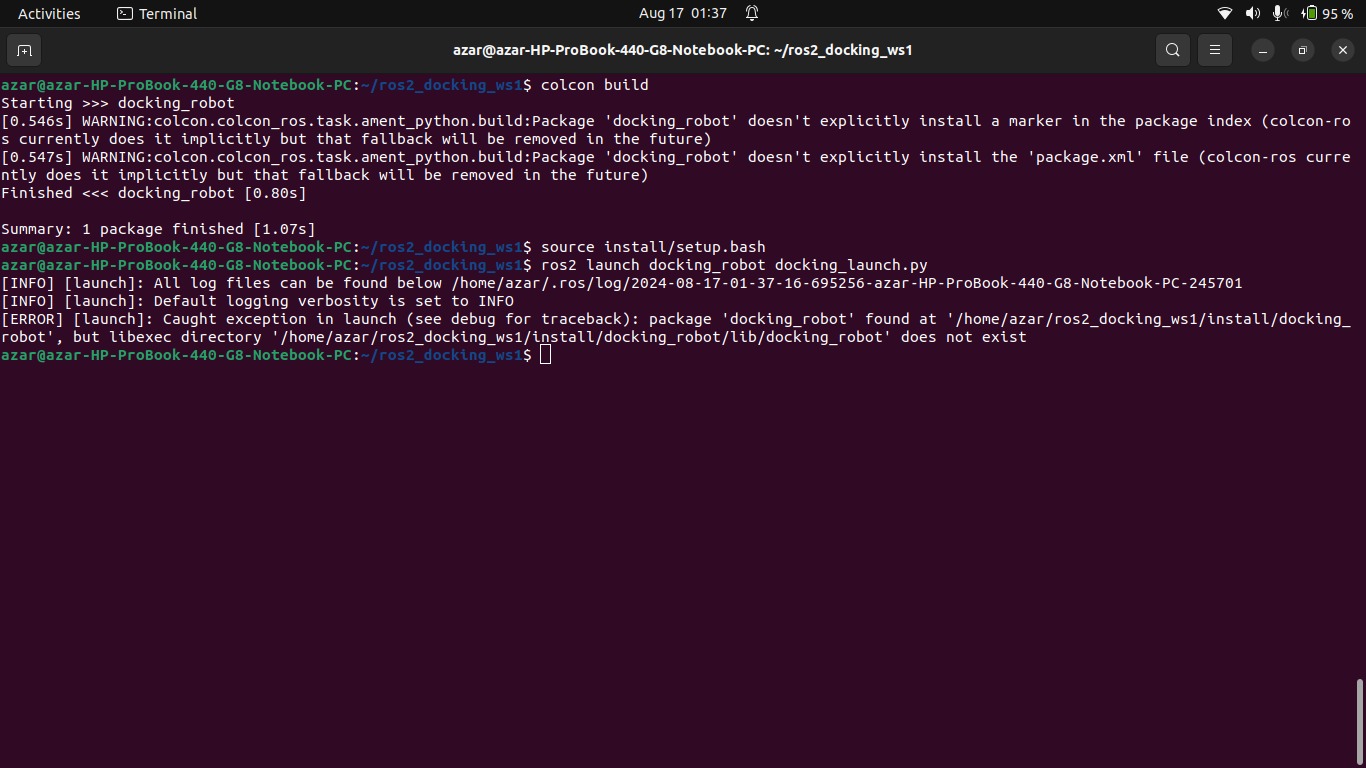 Activities
Terminal
Aug 17 01:37
95 %
azar@azar-HP-ProBook-440-G8-Notebook-PC: ~/ros2_docking_ws1
azar@azar-HP-ProBook-440-G8-Notebook-PC:~/ros2_docking_ws1$ colcon build
Starting >>> docking_robot
[0.546s] WARNING:colcon.colcon_ros.task.ament_python.build:Package 'docking_robot' doesn't explicitly install a marker in the package index (colcon-ro
s currently does it implicitly but that fallback will be removed in the future)
[0.547s] WARNING:colcon.colcon_ros.task.ament_python.build:Package 'docking_robot' doesn't explicitly install the 'package.xml' file (colcon-ros curre
ntly does it implicitly but that fallback will be removed in the future)
Finished <<< docking_robot [0.80s]
Summary: 1 package finished [1.07s]
azar@azar-HP-ProBook-440-G8-Notebook-PC:~/ros2_docking_ws1$ source install/setup.bash
azar@azar-HP-ProBook-440-G8-Notebook-PC:~/ros2_docking_ws1$ ros2 launch docking_robot docking_launch.py
[INFO] [launch]: All log files can be found below /home/azar/.ros/log/2024-08-17-01-37-16-695256-azar-HP-ProBook-440-G8-Notebook-PC-245701
[INFO] [launch]: Default logging verbosity is set to INFO
[ERROR] [launch]: Caught exception in launch (see debug for traceback): package 'docking_robot' found at '/home/azar/ros2_docking_ws1/install/docking_
robot', but libexec directory '/home/azar/ros2_docking_ws1/install/docking_robot/lib/docking_robot' does not exist
azar@azar-HP-ProBook-440-G8-Notebook-PC:~/ros2_docking_ws1$